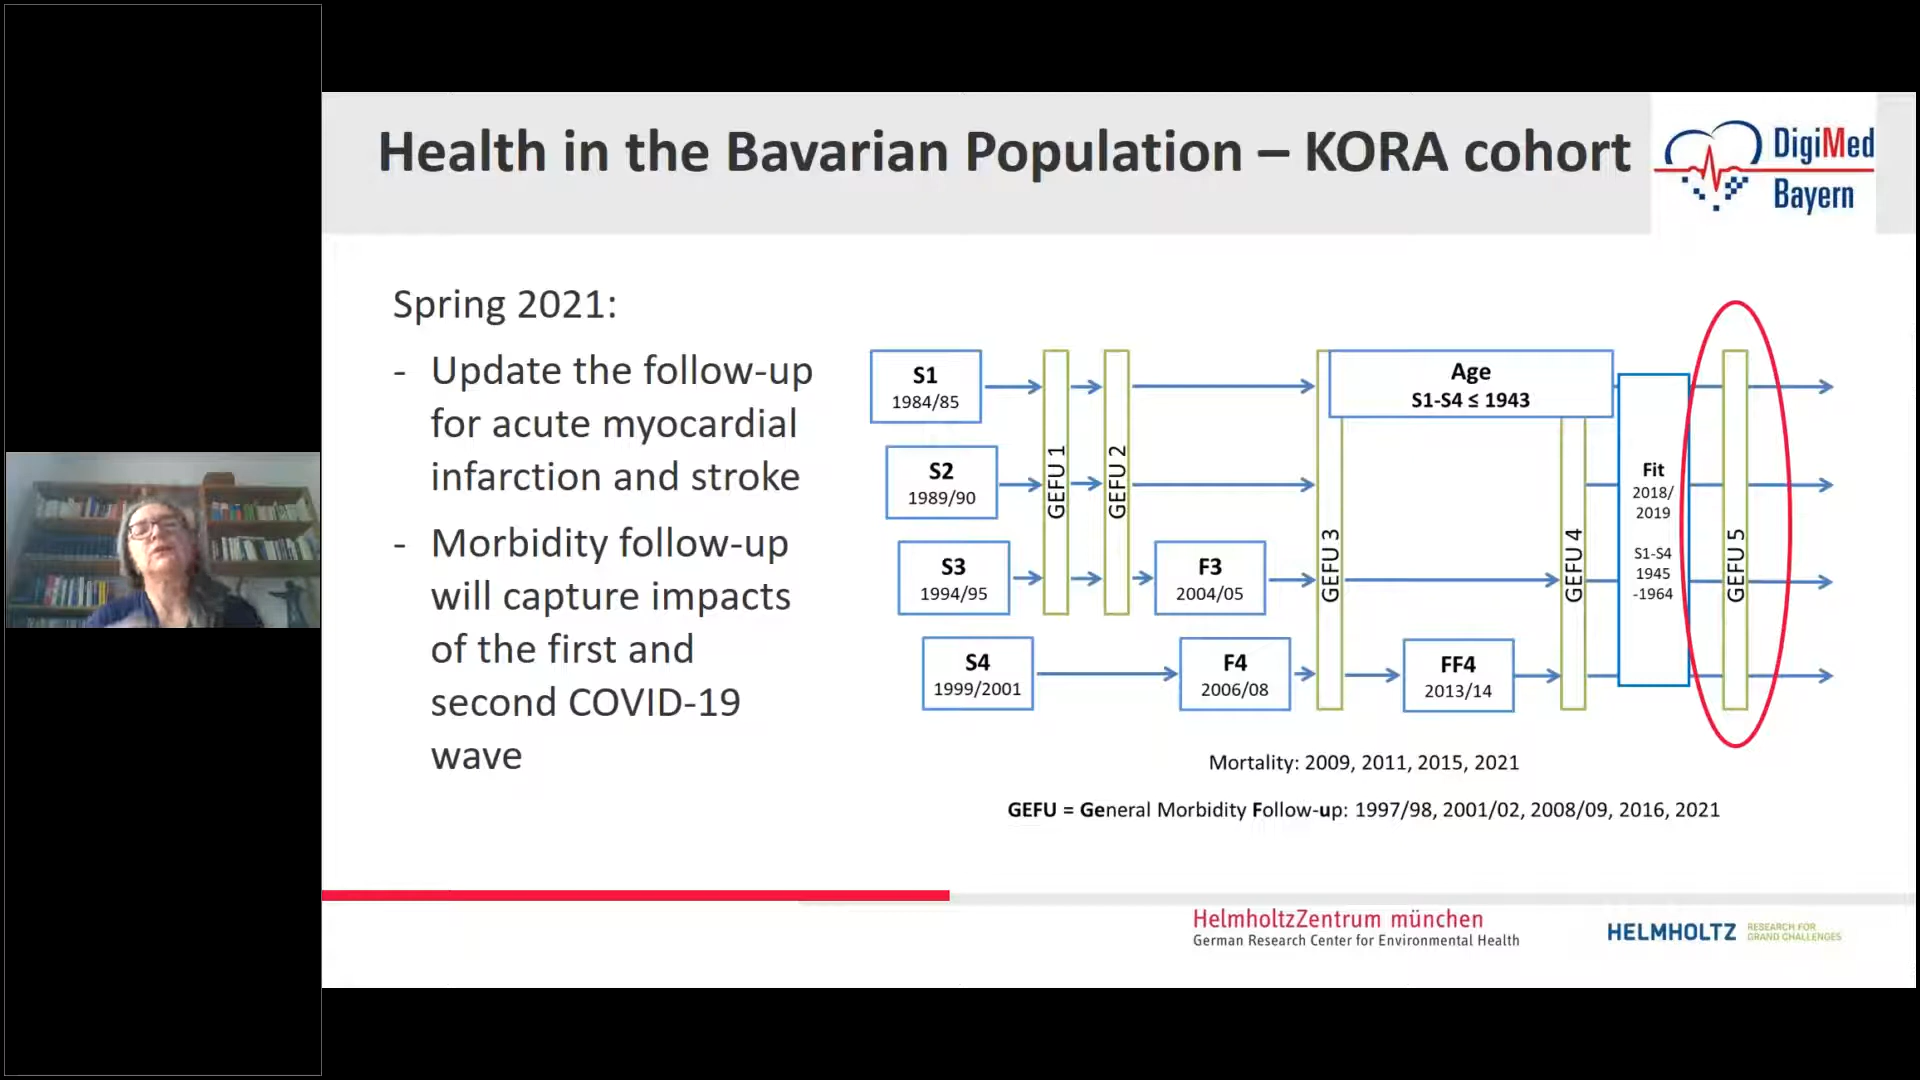 Health in the Bavarian Population – KORA cohort
DigiMed
Bayern
Spring 2021:
- Update the follow-up
for acute myocardial
infarction and stroke
- Morbidity follow-up
will capture impacts
of the first and
second COVID-19
wave
S1
1984/85
S2
1989/90
S3
1994/95
S4
1999/2001
GEFU 1
GEFU 2
F3
2004/05
F4
2006/08
GEFU 3
Age
S1-S4 ≤ 1943
FF4
2013/14
GEFU 4
Fit
2018/
2019
S1-S4
1945
-1964
GEFU 5
Mortality: 2009, 2011, 2015, 2021
GEFU = General Morbidity Follow-up: 1997/98, 2001/02, 2008/09, 2016, 2021
HelmholtzZentrum münchen
German Research Center for Environmental Health
HELMHOLTZ
RESEARCH FOR
GRAND CHALLENGES